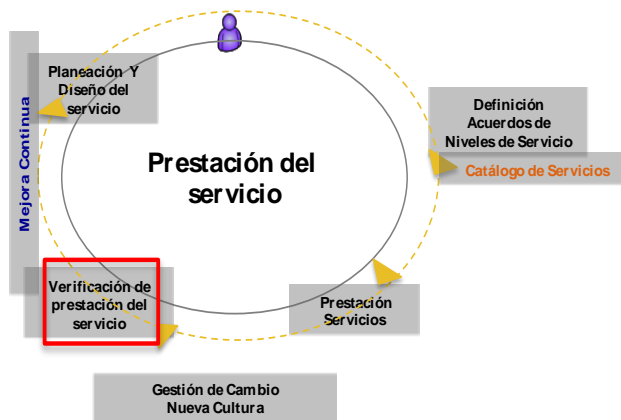 Planeación Y
Diseño del
servicio
Mejora Continua
Definición
Acuerdos de
Niveles de Servicio
Catálogo de Servicios
Prestación del
servicio
Verificación de
prestación del
servicio
Prestación
Servicios
Gestión de Cambio
Nueva Cultura